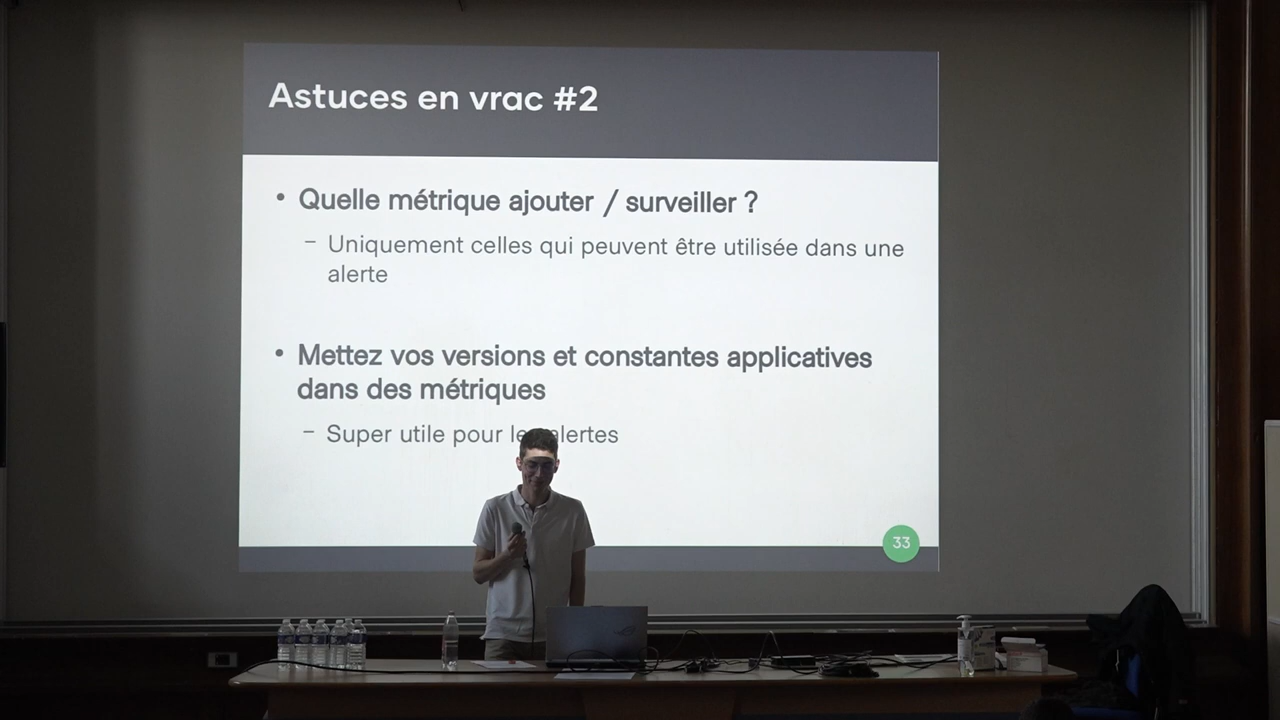 Astuces en vrac #2
• Quelle métrique ajouter / surveiller ?
– Uniquement celles qui peuvent être utilisée dans une
alerte
• Mettez vos versions et constantes applicatives
dans des métriques
– Super utile pour les alertes
33